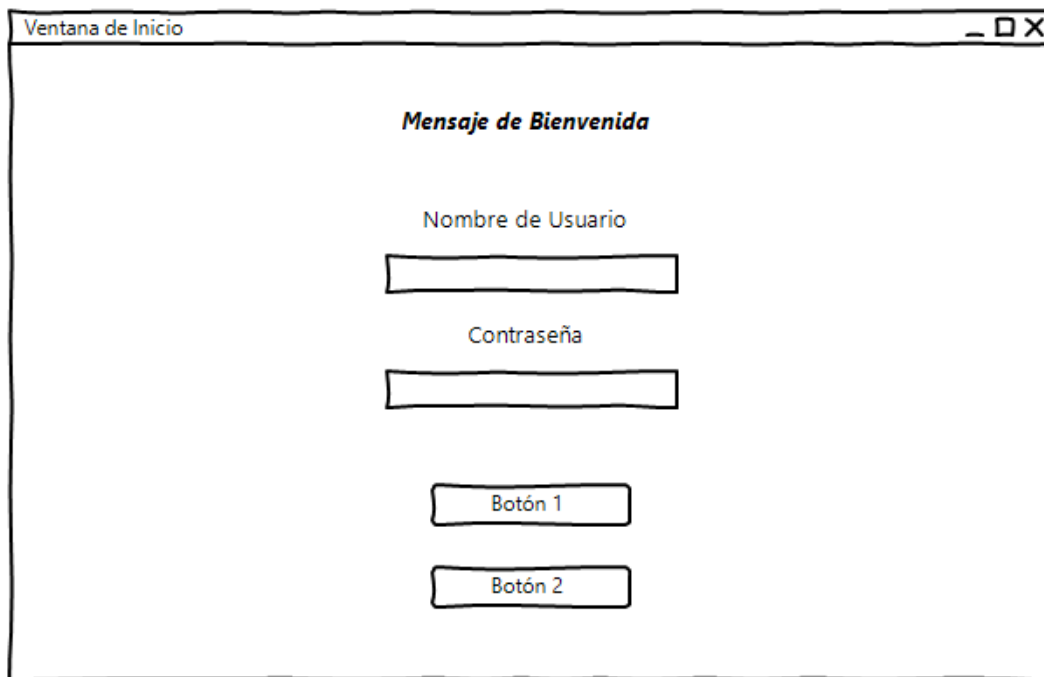 Ventana de Inicio
Mensaje de Bienvenida
Nombre de Usuario
Contraseña
Botón 1
Botón 2